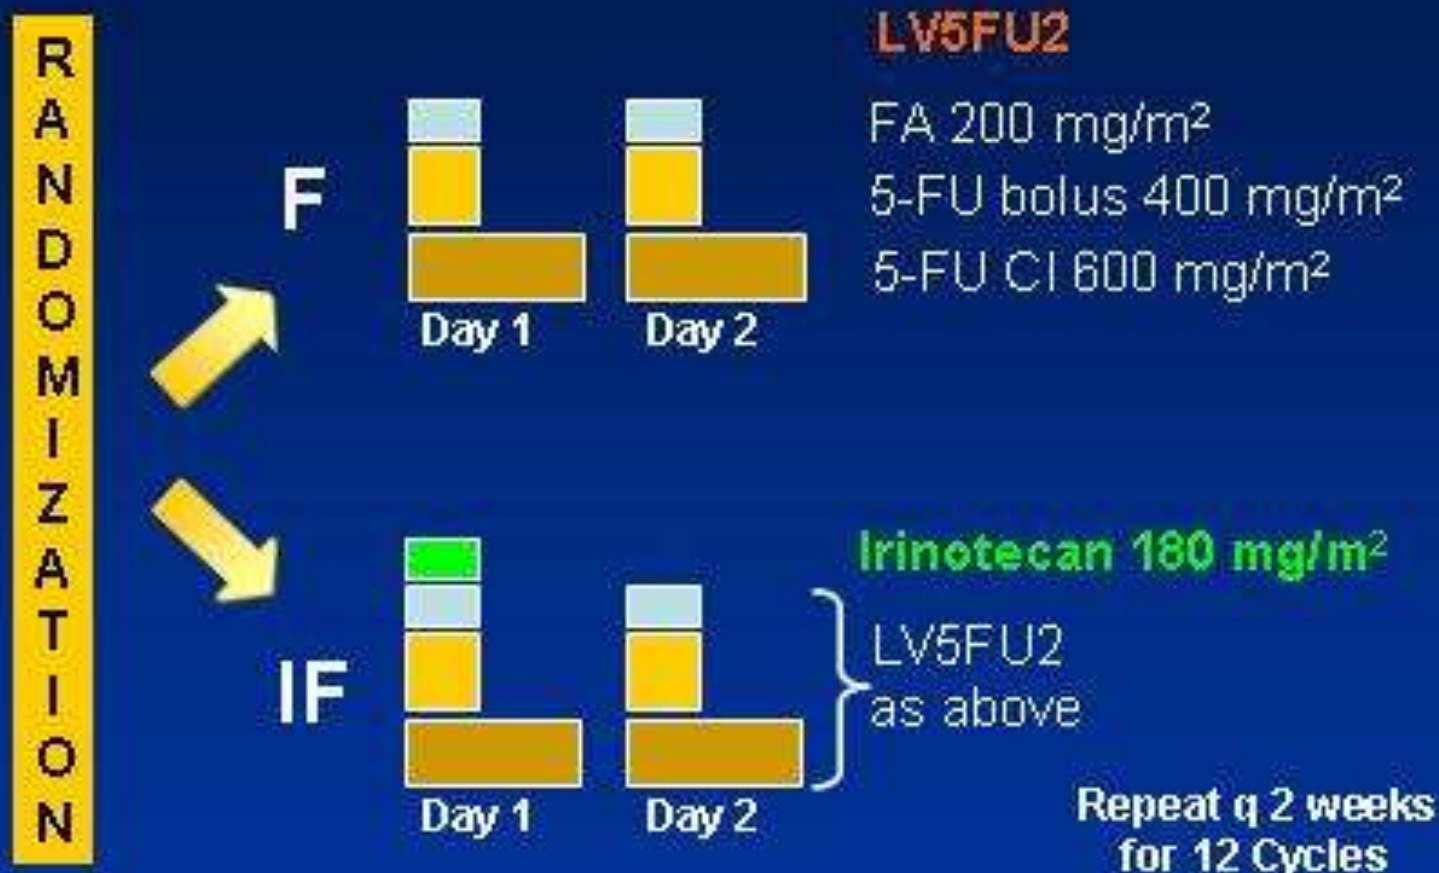 RANDOMIZATION
LV5FU2
FA 200 mg/m²
5-FU bolus 400 mg/m²
5-FU CI 600 mg/m²
F
Day 1 Day 2
Irinotecan 180 mg/m²
LV5FU2
as above
IF
Day 1 Day 2
Repeat q 2 weeks
for 12 Cycles